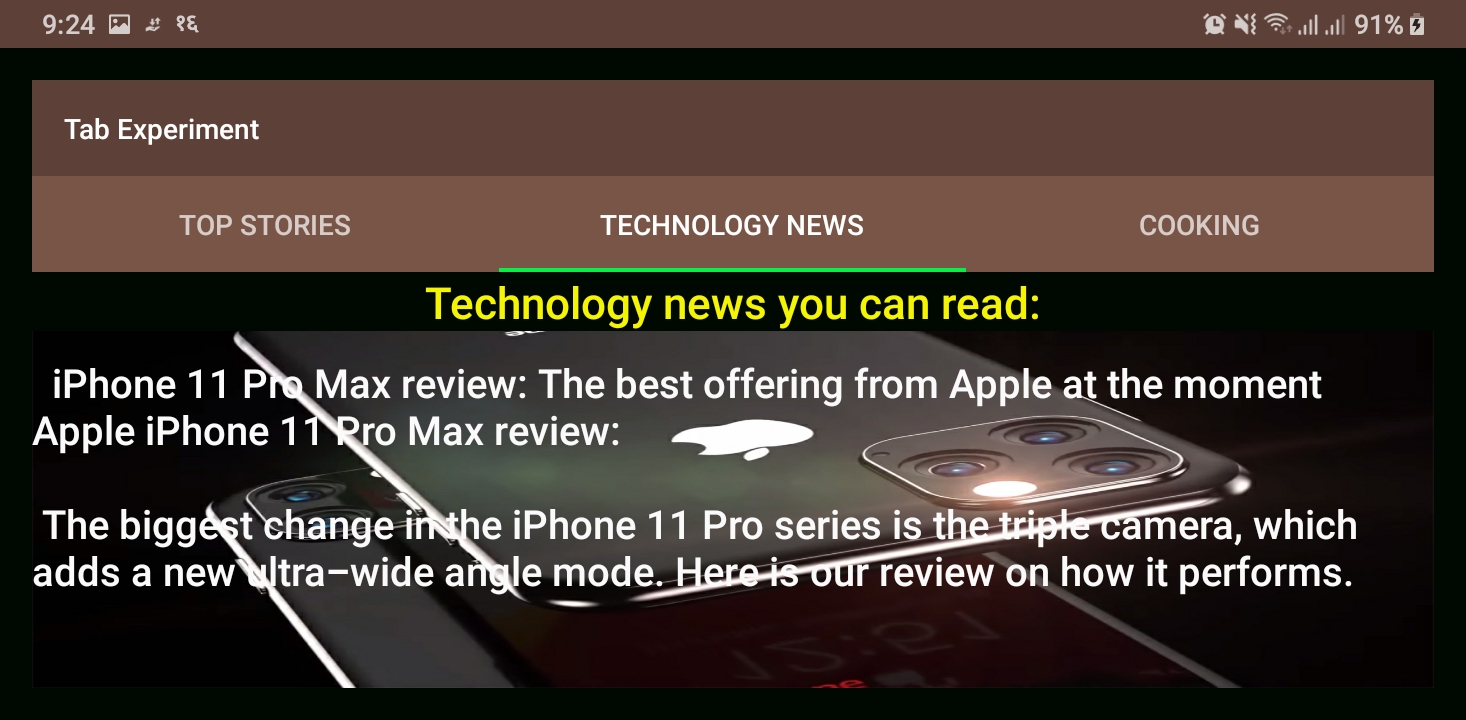 9:24 १६ 91%
Tab Experiment
TOP STORIES TECHNOLOGY NEWS COOKING
Technology news you can read:
iPhone 11 Pro Max review: The best offering from Apple at the moment
Apple iPhone 11 Pro Max review:
The biggest change in the iPhone 11 Pro series is the triple camera, which
adds a new ultra–wide angle mode. Here is our review on how it performs.